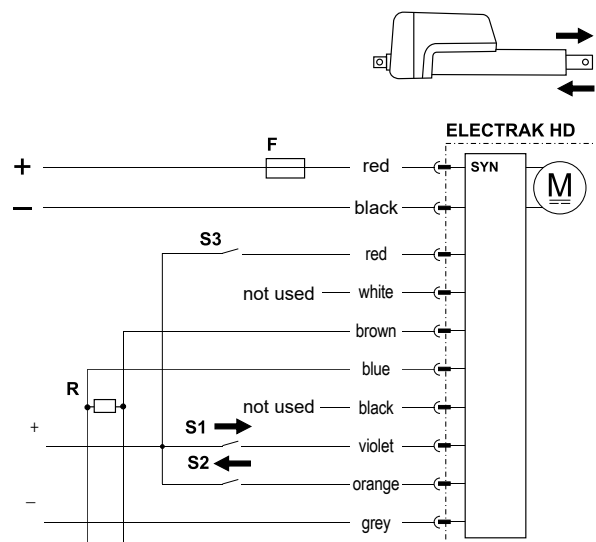 ELECTRAK HD
F
+ red SYN
M
− black
S3 red
not used white
brown
blue
R
not used black
+ S1 violet
S2
orange
− grey